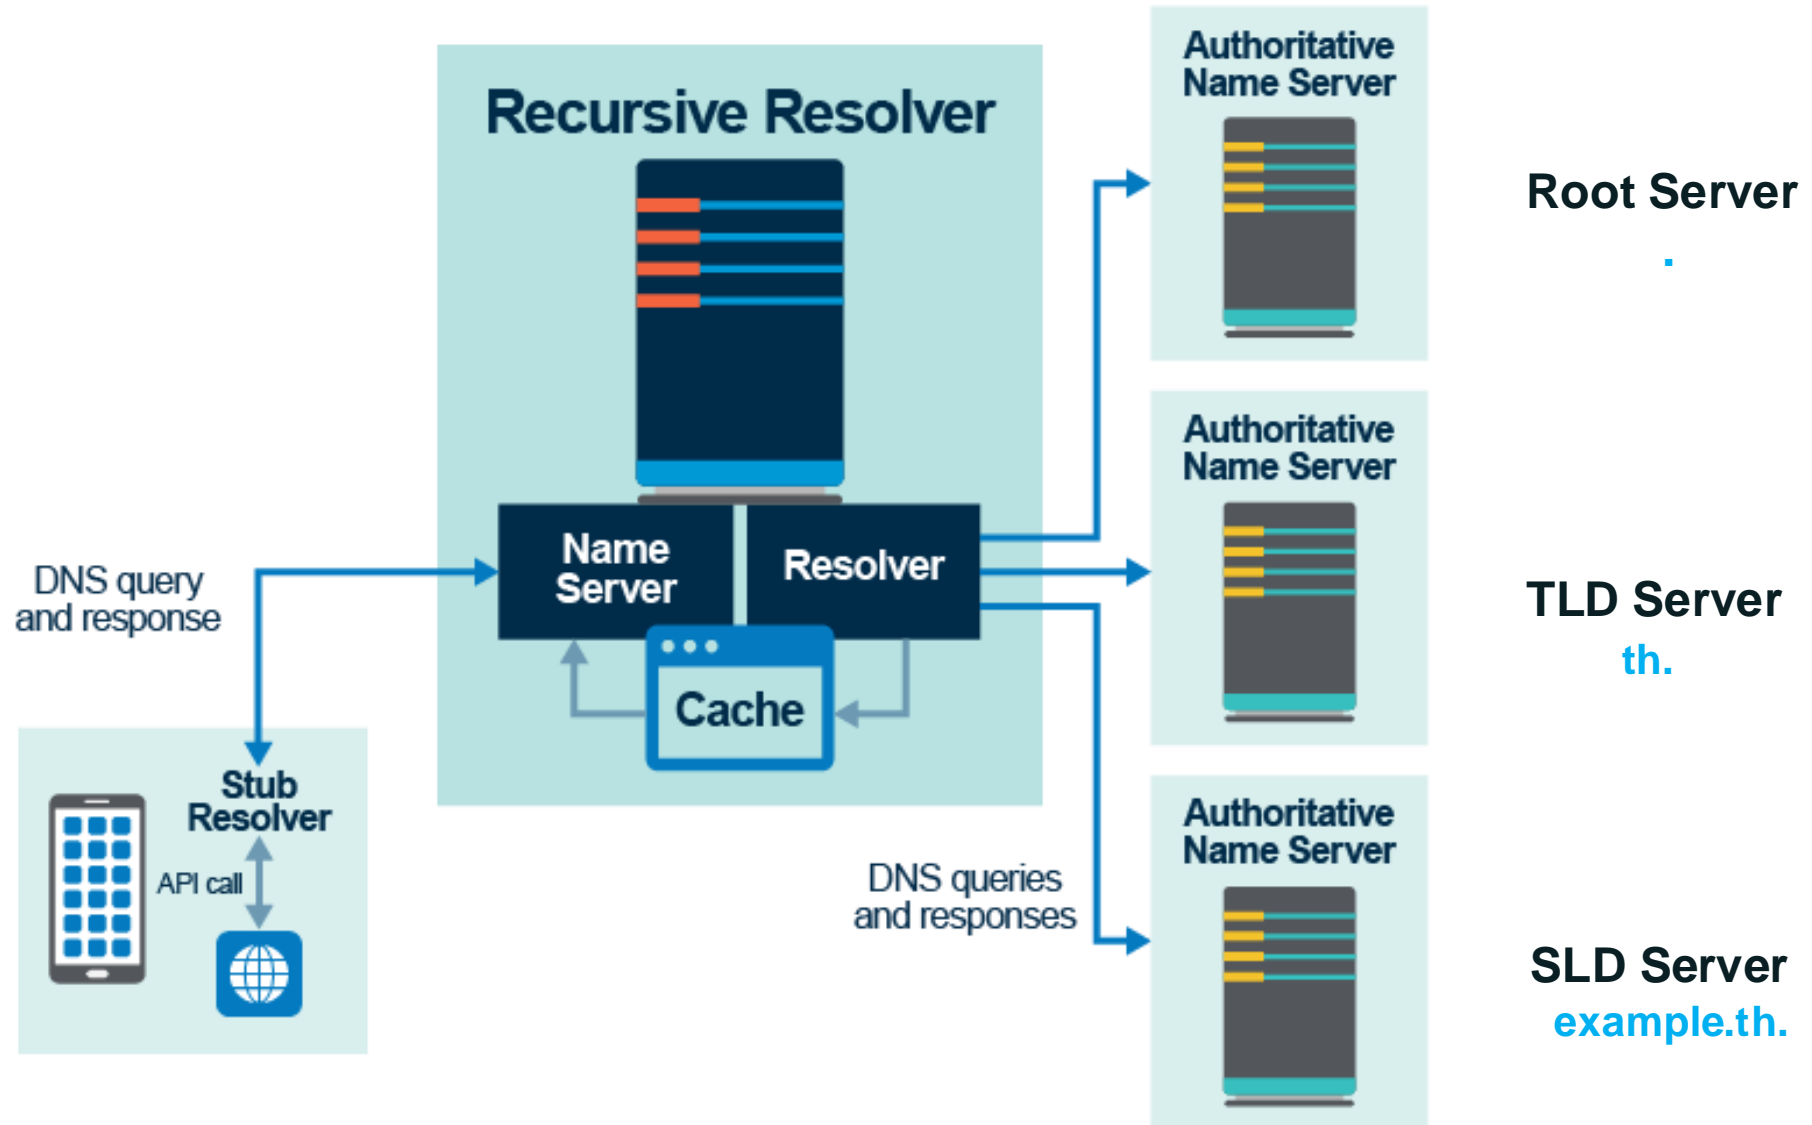 Recursive Resolver
Name
Server
Resolver
Cache
DNS query
and response
Stub
Resolver
API call
DNS queries
and responses
Authoritative
Name Server
Root Server
.
Authoritative
Name Server
TLD Server
th.
Authoritative
Name Server
SLD Server
example.th.